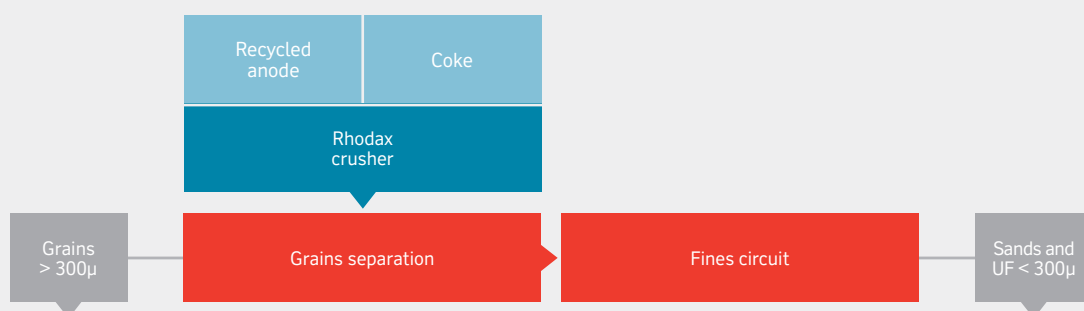 Recycled
anode
Coke
Rhodax
crusher
Grains
> 300μ
Grains separation
Fines circuit
Sands and
UF < 300μ